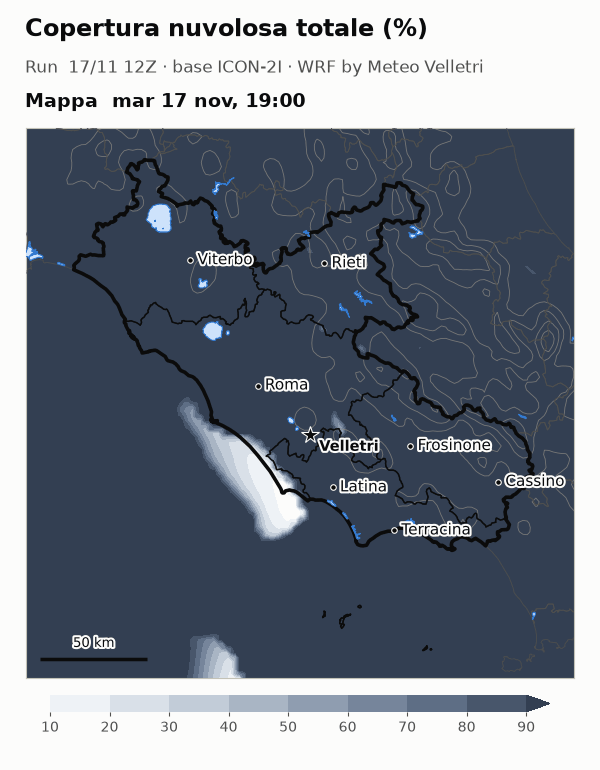 Copertura nuvolosa totale (%)
Run  17/11 12Z · base ICON-2I · WRF by Meteo Velletri
Mappa  mar 17 nov, 19:00
Viterbo
Rieti
Roma
Velletri
Frosinone
Latina
Cassino
Terracina
50 km
10 20 30 40 50 60 70 80 90